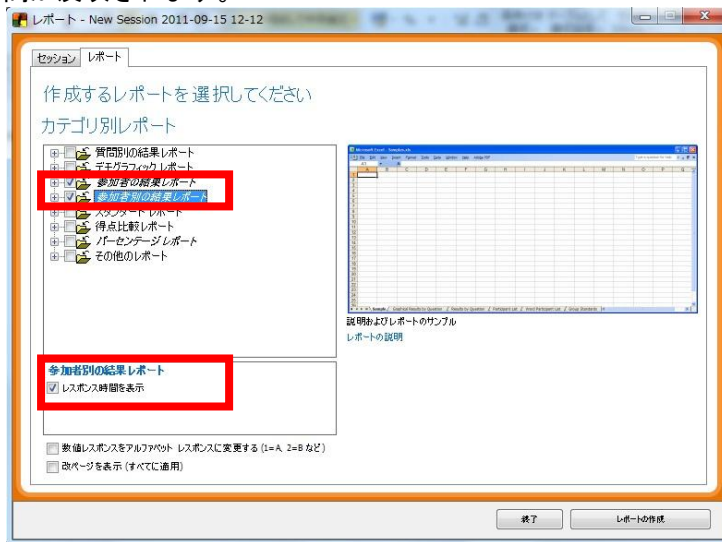 レポート - New Session 2011-09-15 12-12
セッション レポート
作成するレポートを選択してください
カテゴリ別レポート
質問別の結果レポート
デモグラフィック レポート
参加者の結果レポート
参加者別の結果レポート
スタンダード レポート
得点比較レポート
パーセンテージ レポート
その他のレポート
説明およびレポートのサンプル
レポートの説明
参加者別の結果レポート
レスポンス時間を表示
数値レスポンスをアルファベット レスポンスに変更する (1=A, 2=B など)
改ページを表示 (すべてに適用)
終了
レポートの作成